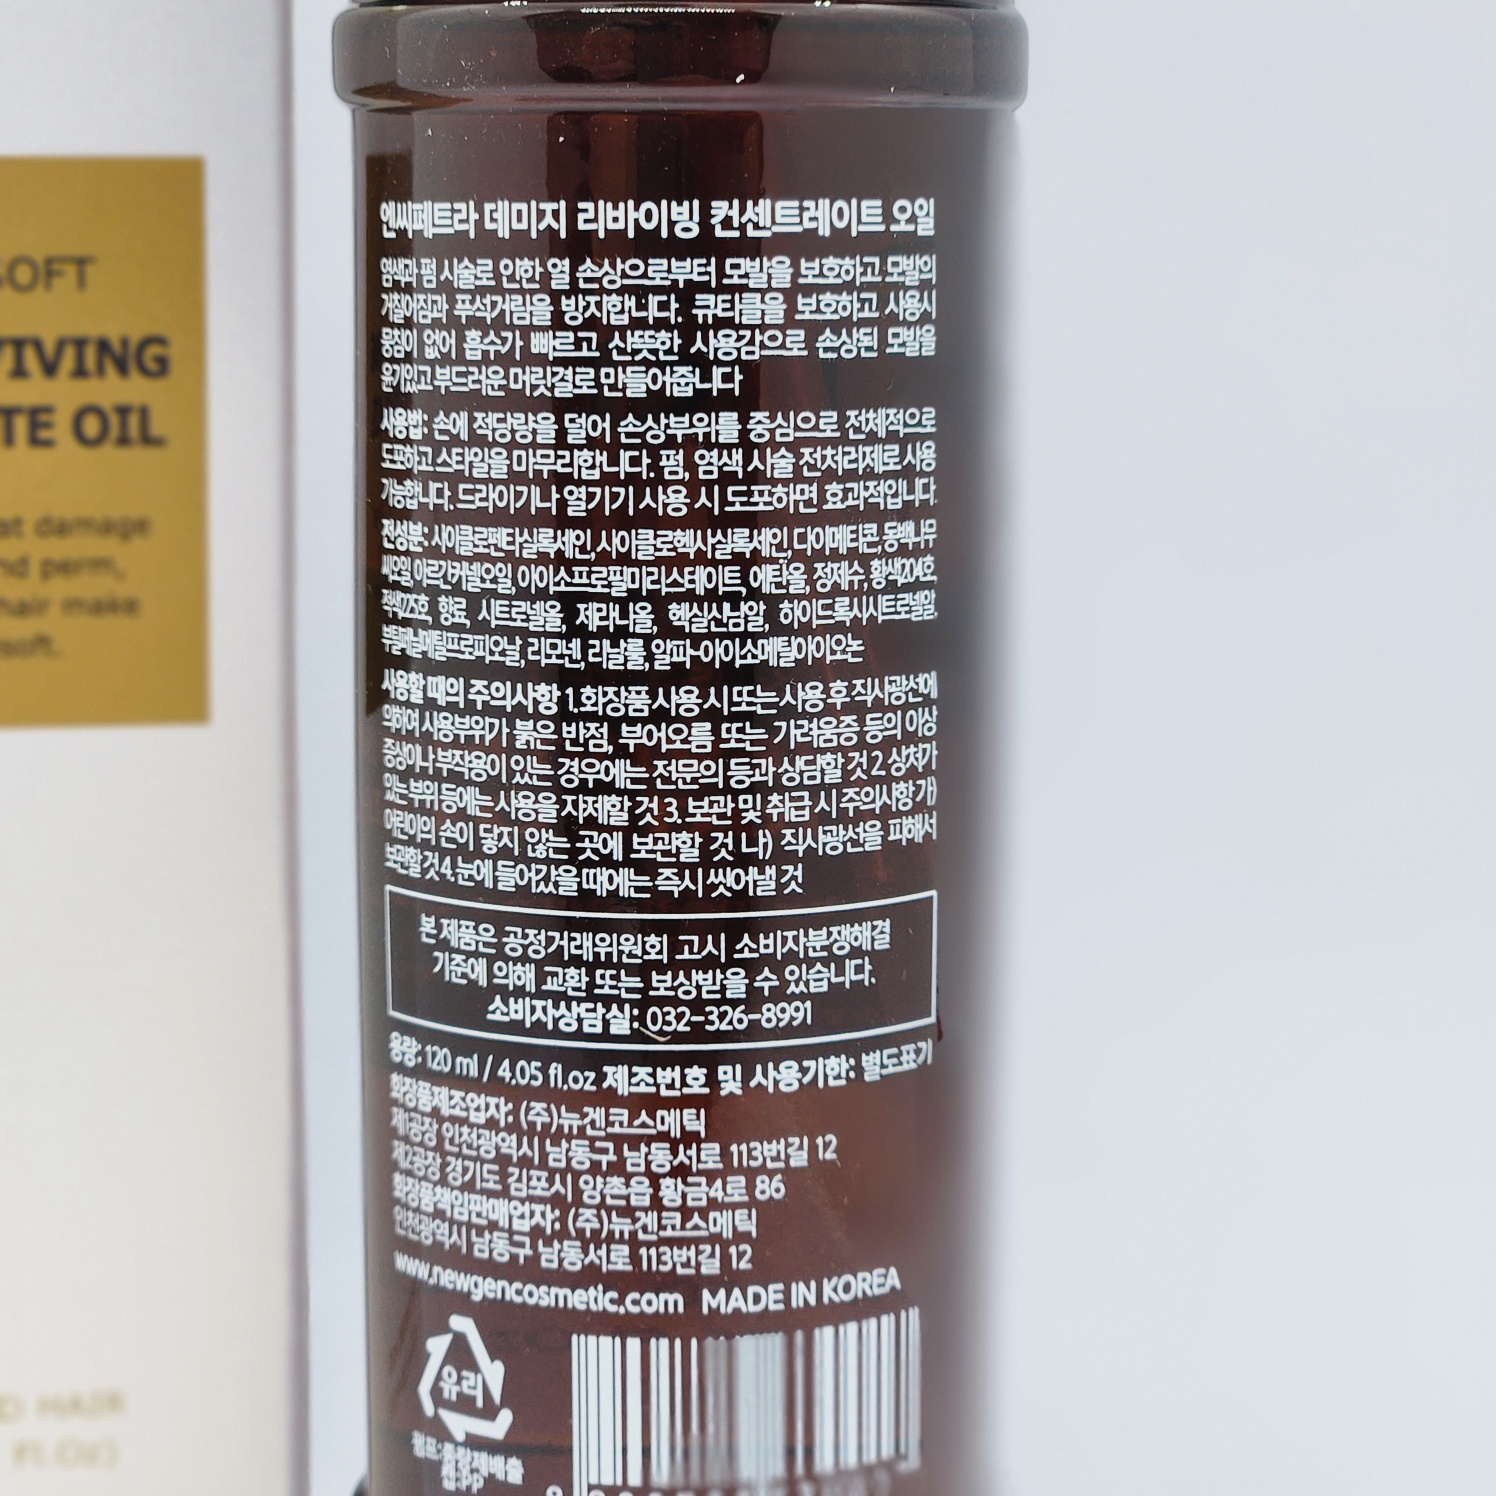 SOFT
VIVING
TE OIL
at damage
nd perm,
hair make
soft.
D HAIR
fl.Oz)
엔씨페트라 데미지 리바이빙 컨센트레이트 오일
염색과 펌 시술로 인한 열 손상으로부터 모발을 보호하고 모발의
거칠어짐과 푸석거림을 방지합니다. 큐티클을 보호하고 사용시
뭉침이 없어 흡수가 빠르고 산뜻한 사용감으로 손상된 모발을
윤기있고 부드러운 머릿결로 만들어줍니다
사용법: 손에 적당량을 덜어 손상부위를 중심으로 전체적으로
도포하고 스타일을 마무리합니다. 펌, 염색 시술 전처리제로 사용
가능합니다. 드라이기나 열기기 사용 시 도포하면 효과적입니다.
전성분: 사이클로펜타실록세인, 사이클로헥사실록세인, 다이메티콘, 동백나무
씨오일, 아르간커넬오일, 아이소프로필미리스테이트, 에탄올, 정제수, 황색204호,
적색225호, 향료, 시트로넬올, 제라니올, 헥실신남알, 하이드록시시트로넬알,
부틸페닐메틸프로피오날, 리모넨, 리날룰, 알파-아이소메틸아이오논
사용할 때의 주의사항 1. 화장품 사용 시 또는 사용 후 직사광선에
의하여 사용부위가 붉은 반점, 부어오름 또는 가려움증 등의 이상
증상이나 부작용이 있는 경우에는 전문의 등과 상담할 것 2. 상처가
있는 부위 등에는 사용을 자제할 것 3. 보관 및 취급 시 주의사항 가)
어린이의 손이 닿지 않는 곳에 보관할 것 나) 직사광선을 피해서
보관할 것 4. 눈에 들어갔을 때에는 즉시 씻어낼 것
본 제품은 공정거래위원회 고시 소비자분쟁해결
기준에 의해 교환 또는 보상받을 수 있습니다.
소비자상담실: 032-326-8991
용량: 120 ml / 4.05 fl.oz 제조번호 및 사용기한: 별도표기
화장품제조업자: (주)뉴겐코스메틱
제1공장 인천광역시 남동구 남동서로 113번길 12
제2공장 경기도 김포시 양촌읍 황금4로 86
화장품책임판매업자: (주)뉴겐코스메틱
인천광역시 남동구 남동서로 113번길 12
www.newgencosmetic.com MADE IN KOREA
유리
펌프:종량제배출
캡:PP